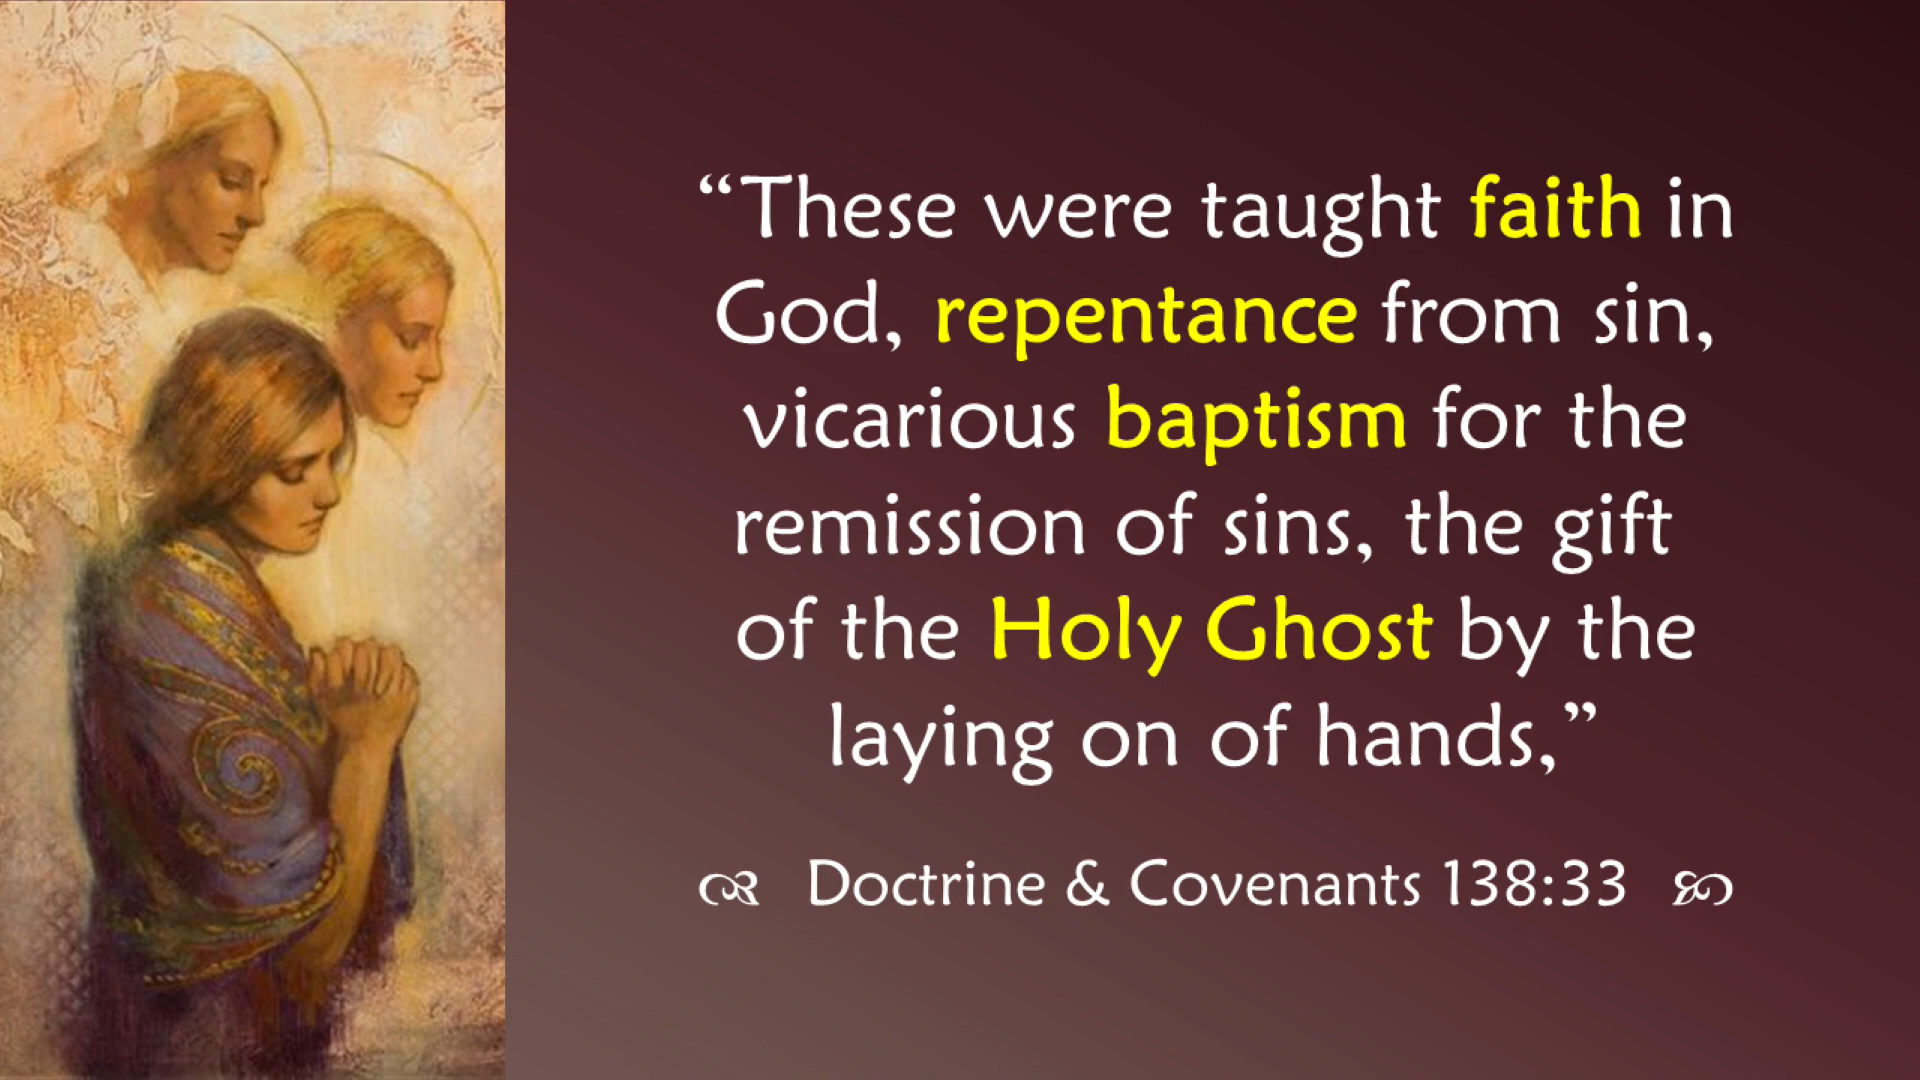 “These were taught faith in
God, repentance from sin,
vicarious baptism for the
remission of sins, the gift
of the Holy Ghost by the
laying on of hands,”
Doctrine & Covenants 138:33